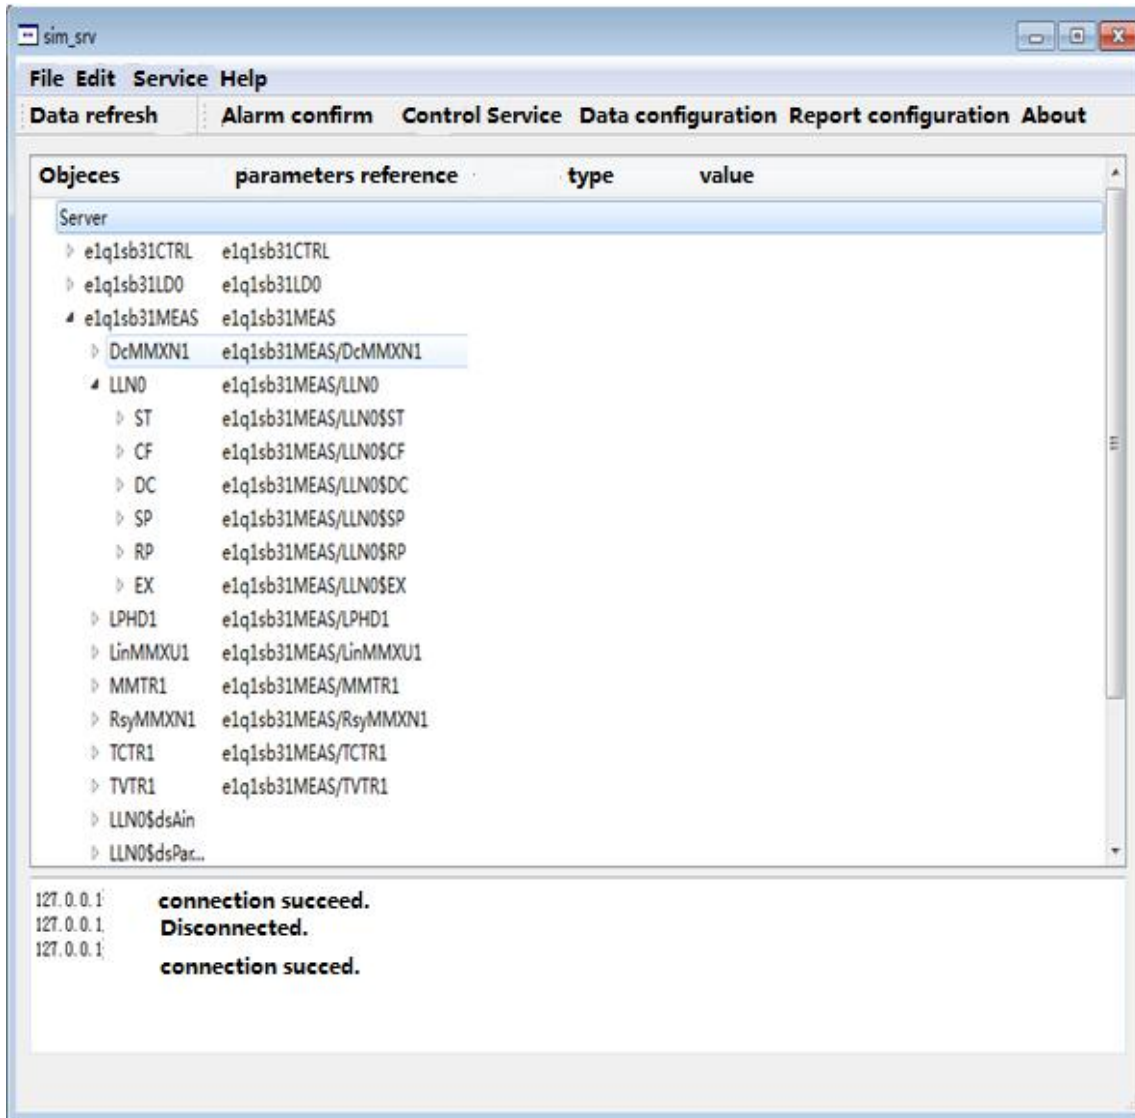 sim_srv
File Edit Service Help
Data refresh Alarm confirm Control Service Data configuration Report configuration About
Objeces parameters reference type value
Server
e1q1sb31CTRL e1q1sb31CTRL
e1q1sb31LD0 e1q1sb31LD0
e1q1sb31MEAS e1q1sb31MEAS
DcMMXN1 e1q1sb31MEAS/DcMMXN1
LLN0 e1q1sb31MEAS/LLN0
ST e1q1sb31MEAS/LLN0$ST
CF e1q1sb31MEAS/LLN0$CF
DC e1q1sb31MEAS/LLN0$DC
SP e1q1sb31MEAS/LLN0$SP
RP e1q1sb31MEAS/LLN0$RP
EX e1q1sb31MEAS/LLN0$EX
LPHD1 e1q1sb31MEAS/LPHD1
LinMMXU1 e1q1sb31MEAS/LinMMXU1
MMTR1 e1q1sb31MEAS/MMTR1
RsyMMXN1 e1q1sb31MEAS/RsyMMXN1
TCTR1 e1q1sb31MEAS/TCTR1
TVTR1 e1q1sb31MEAS/TVTR1
LLN0$dsAin
LLN0$dsPar...
127.0.0.1 connection succeed.
127.0.0.1 Disconnected.
127.0.0.1 connection succed.